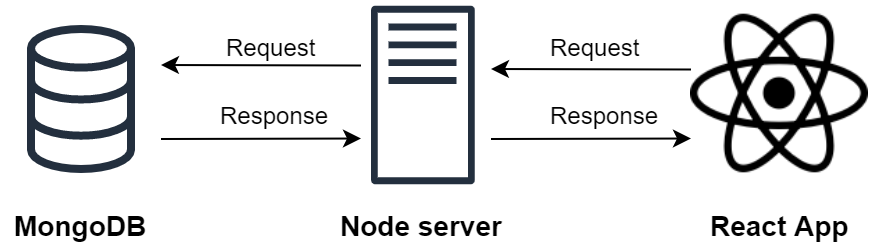 Request
Request
Response
Response
MongoDB
Node server
React App